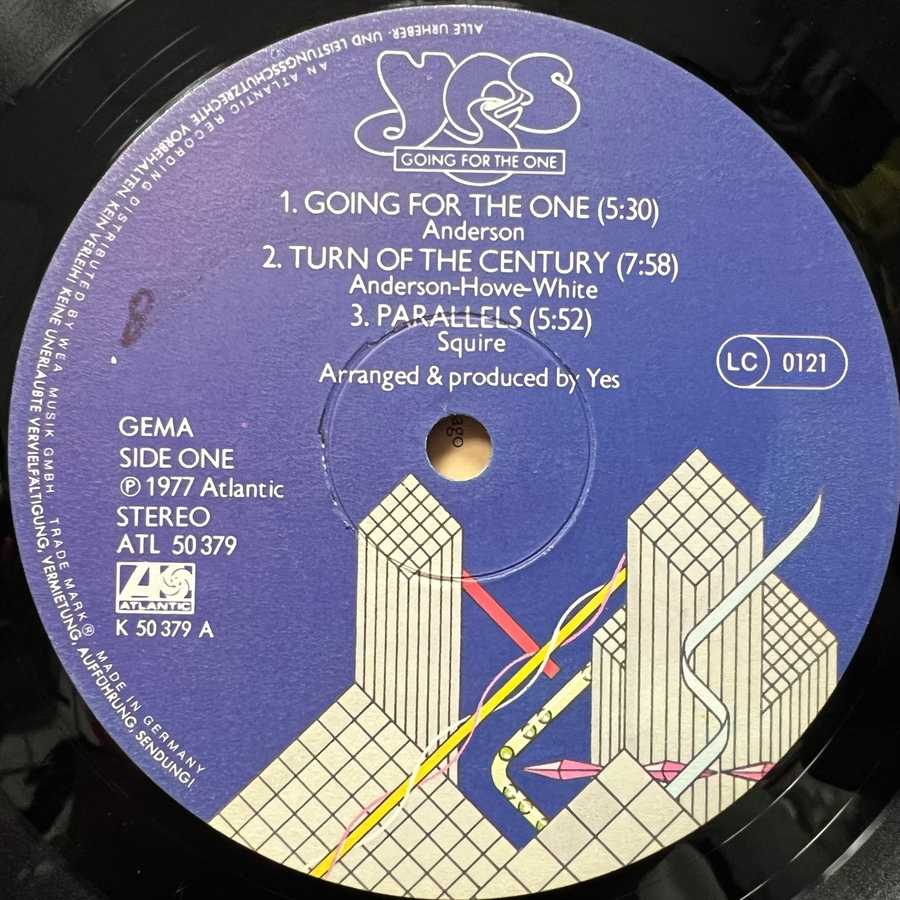 ALLE URHEBER- UND LEISTUNGSSCHUTZRECHTE VORBEHALTEN KEIN VERLEIH! KEINE UNERLAUBTE VERVIELFÄLTIGUNG, VERMIETUNG, AUFFÜHRUNG, SENDUNG!
AN ATLANTIC RECORDING DISTRIBUTED BY WEA MUSIK GMBH TRADE MARK ® MADE IN GERMANY
YES
GOING FOR THE ONE
1. GOING FOR THE ONE (5:30)
Anderson
2. TURN OF THE CENTURY (7:58)
Anderson-Howe-White
3. PARALLELS (5:52)
Squire
Arranged & produced by Yes
LC 0121
ago
GEMA
SIDE ONE
℗ 1977 Atlantic
STEREO
ATL 50 379
ATLANTIC
K 50 379 A